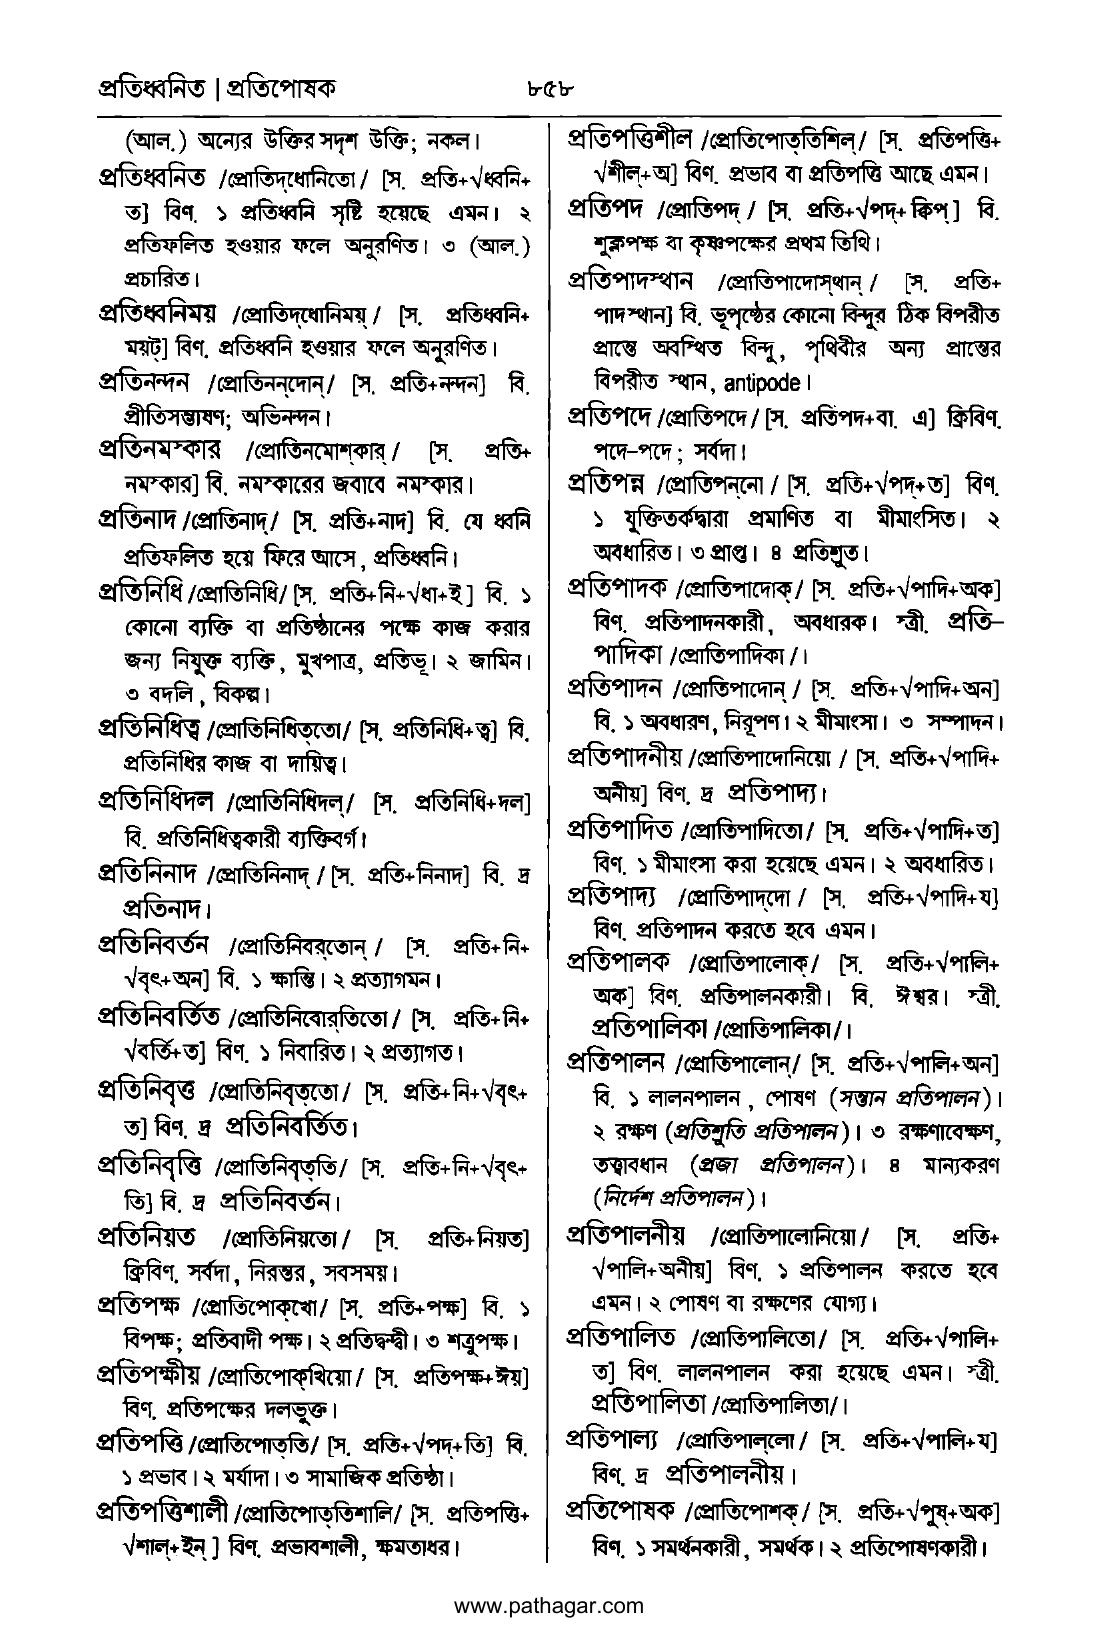 প্রতিধ্বনিত | প্রতিপোষক
৮৫৮
(আল.) অন্যের উক্তির সদৃশ উক্তি; নকল।
প্রতিধ্বনিত /প্রোতিদ্‌ধোনিতো/ [স. প্রতি+√ধ্বনি+
ত] বিণ. ১ প্রতিধ্বনি সৃষ্টি হয়েছে এমন। ২
প্রতিফলিত হওয়ার ফলে অনুরণিত। ৩ (আল.)
প্রচারিত।
প্রতিধ্বনিময় /প্রোতিদ্‌ধোনিময়্/ [স. প্রতিধ্বনি+
ময়ট্] বিণ. প্রতিধ্বনি হওয়ার ফলে অনুরণিত।
প্রতিনন্দন /প্রোতিনন্‌দোন্/ [স. প্রতি+নন্দন] বি.
প্রীতিসম্ভাষণ; অভিনন্দন।
প্রতিনমস্কার /প্রোতিনমোশ্‌কার্/ [স. প্রতি+
নমস্কার] বি. নমস্কারের জবাবে নমস্কার।
প্রতিনাদ /প্রোতিনাদ্/ [স. প্রতি+নাদ] বি. যে ধ্বনি
প্রতিফলিত হয়ে ফিরে আসে, প্রতিধ্বনি।
প্রতিনিধি /প্রোতিনিধি/ [স. প্রতি+নি+√ধা+ই] বি. ১
কোনো ব্যক্তি বা প্রতিষ্ঠানের পক্ষে কাজ করার
জন্য নিযুক্ত ব্যক্তি, মুখপাত্র, প্রতিভূ। ২ জামিন।
৩ বদলি, বিকল্প।
প্রতিনিধিত্ব /প্রোতিনিধিত্‌তো/ [স. প্রতিনিধি+ত্ব] বি.
প্রতিনিধির কাজ বা দায়িত্ব।
প্রতিনিধিদল /প্রোতিনিধিদল্/ [স. প্রতিনিধি+দল]
বি. প্রতিনিধিত্বকারী ব্যক্তিবর্গ।
প্রতিনিনাদ /প্রোতিনিনাদ্/ [স. প্রতি+নিনাদ] বি. দ্র
প্রতিনাদ।
প্রতিনিবর্তন /প্রোতিনিবর্‌তোন্/ [স. প্রতি+নি+
√বৃৎ+অন] বি. ১ ক্ষান্তি। ২ প্রত্যাগমন।
প্রতিনিবর্তিত /প্রোতিনিবোর্‌তিতো/ [স. প্রতি+নি+
√বর্তি+ত] বিণ. ১ নিবারিত। ২ প্রত্যাগত।
প্রতিনিবৃত্ত /প্রোতিনিবৃত্‌তো/ [স. প্রতি+নি+√বৃৎ+
ত] বিণ. দ্র প্রতিনিবর্তিত।
প্রতিনিবৃত্তি /প্রোতিনিবৃত্‌তি/ [স. প্রতি+নি+√বৃৎ+
তি] বি. দ্র প্রতিনিবর্তন।
প্রতিনিয়ত /প্রোতিনিয়তো/ [স. প্রতি+নিয়ত]
ক্রিবিণ. সর্বদা, নিরন্তর, সবসময়।
প্রতিপক্ষ /প্রোতিপোক্‌খো/ [স. প্রতি+পক্ষ] বি. ১
বিপক্ষ; প্রতিবাদী পক্ষ। ২ প্রতিদ্বন্দ্বী। ৩ শত্রুপক্ষ।
প্রতিপক্ষীয় /প্রোতিপোক্‌খিয়ো/ [স. প্রতিপক্ষ+ঈয়]
বিণ. প্রতিপক্ষের দলভুক্ত।
প্রতিপত্তি /প্রোতিপোত্‌তি/ [স. প্রতি+√পদ্+তি] বি.
১ প্রভাব। ২ মর্যাদা। ৩ সামাজিক প্রতিষ্ঠা।
প্রতিপত্তিশালী /প্রোতিপোত্‌তিশালি/ [স. প্রতিপত্তি+
√শাল্+ইন্] বিণ. প্রভাবশালী, ক্ষমতাধর।
প্রতিপত্তিশীল /প্রোতিপোত্‌তিশিল্/ [স. প্রতিপত্তি+
√শীল্+অ] বিণ. প্রভাব বা প্রতিপত্তি আছে এমন।
প্রতিপদ /প্রোতিপদ্/ [স. প্রতি+√পদ্+ক্বিপ্] বি.
শুক্লপক্ষ বা কৃষ্ণপক্ষের প্রথম তিথি।
প্রতিপাদস্থান /প্রোতিপাদোস্‌থান্/ [স. প্রতি+
পাদস্থান] বি. ভূপৃষ্ঠের কোনো বিন্দুর ঠিক বিপরীত
প্রান্তে অবস্থিত বিন্দু, পৃথিবীর অন্য প্রান্তের
বিপরীত স্থান, antipode।
প্রতিপদে /প্রোতিপদে/ [স. প্রতিপদ+বা. এ] ক্রিবিণ.
পদে-পদে; সর্বদা।
প্রতিপন্ন /প্রোতিপন্‌নো/ [স. প্রতি+√পদ্+ত] বিণ.
১ যুক্তিতর্কদ্বারা প্রমাণিত বা মীমাংসিত। ২
অবধারিত। ৩ প্রাপ্ত। ৪ প্রতিশ্রুত।
প্রতিপাদক /প্রোতিপাদোক্/ [স. প্রতি+√পাদি+অক]
বিণ. প্রতিপাদনকারী, অবধারক। স্ত্রী. প্রতি-
পাদিকা /প্রোতিপাদিকা/।
প্রতিপাদন /প্রোতিপাদোন্/ [স. প্রতি+√পাদি+অন]
বি. ১ অবধারণ, নিরূপণ। ২ মীমাংসা। ৩ সম্পাদন।
প্রতিপাদনীয় /প্রোতিপাদোনিয়ো/ [স. প্রতি+√পাদি+
অনীয়] বিণ. দ্র প্রতিপাদ্য।
প্রতিপাদিত /প্রোতিপাদিতো/ [স. প্রতি+√পাদি+ত]
বিণ. ১ মীমাংসা করা হয়েছে এমন। ২ অবধারিত।
প্রতিপাদ্য /প্রোতিপাদ্‌দো/ [স. প্রতি+√পাদি+য]
বিণ. প্রতিপাদন করতে হবে এমন।
প্রতিপালক /প্রোতিপালোক্/ [স. প্রতি+√পালি+
অক] বিণ. প্রতিপালনকারী। বি. ঈশ্বর। স্ত্রী.
প্রতিপালিকা /প্রোতিপালিকা/।
প্রতিপালন /প্রোতিপালোন্/ [স. প্রতি+√পালি+অন]
বি. ১ লালনপালন, পোষণ (সন্তান প্রতিপালন)।
২ রক্ষণ (প্রতিশ্রুতি প্রতিপালন)। ৩ রক্ষণাবেক্ষণ,
তত্ত্বাবধান (প্রজা প্রতিপালন)। ৪ মান্যকরণ
(নির্দেশ প্রতিপালন)।
প্রতিপালনীয় /প্রোতিপালোনিয়ো/ [স. প্রতি+
√পালি+অনীয়] বিণ. ১ প্রতিপালন করতে হবে
এমন। ২ পোষণ বা রক্ষণের যোগ্য।
প্রতিপালিত /প্রোতিপালিতো/ [স. প্রতি+√পালি+
ত] বিণ. লালনপালন করা হয়েছে এমন। স্ত্রী.
প্রতিপালিতা /প্রোতিপালিতা/।
প্রতিপাল্য /প্রোতিপাল্‌লো/ [স. প্রতি+√পালি+য]
বিণ. দ্র প্রতিপালনীয়।
প্রতিপোষক /প্রোতিপোশক্/ [স. প্রতি+√পুষ্+অক]
বিণ. ১ সমর্থনকারী, সমর্থক। ২ প্রতিপোষণকারী।
www.pathagar.com